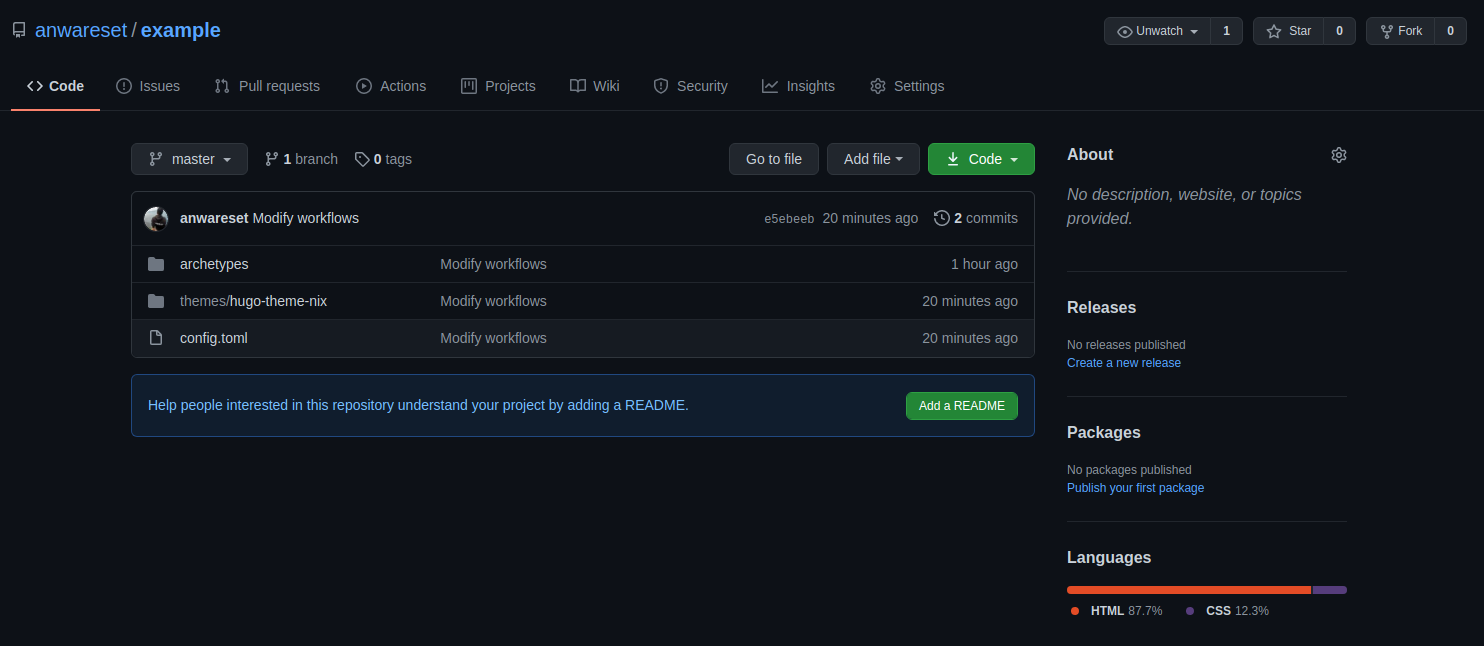 anwareset / example
Unwatch 1 Star 0 Fork 0
Code Issues Pull requests Actions Projects Wiki Security Insights Settings
master 1 branch 0 tags Go to file Add file Code
anwareset Modify workflows e5ebeeb 20 minutes ago 2 commits
archetypes Modify workflows 1 hour ago
themes/hugo-theme-nix Modify workflows 20 minutes ago
config.toml Modify workflows 20 minutes ago
Help people interested in this repository understand your project by adding a README. Add a README
About
No description, website, or topics
provided.
Releases
No releases published
Create a new release
Packages
No packages published
Publish your first package
Languages
HTML 87.7% CSS 12.3%